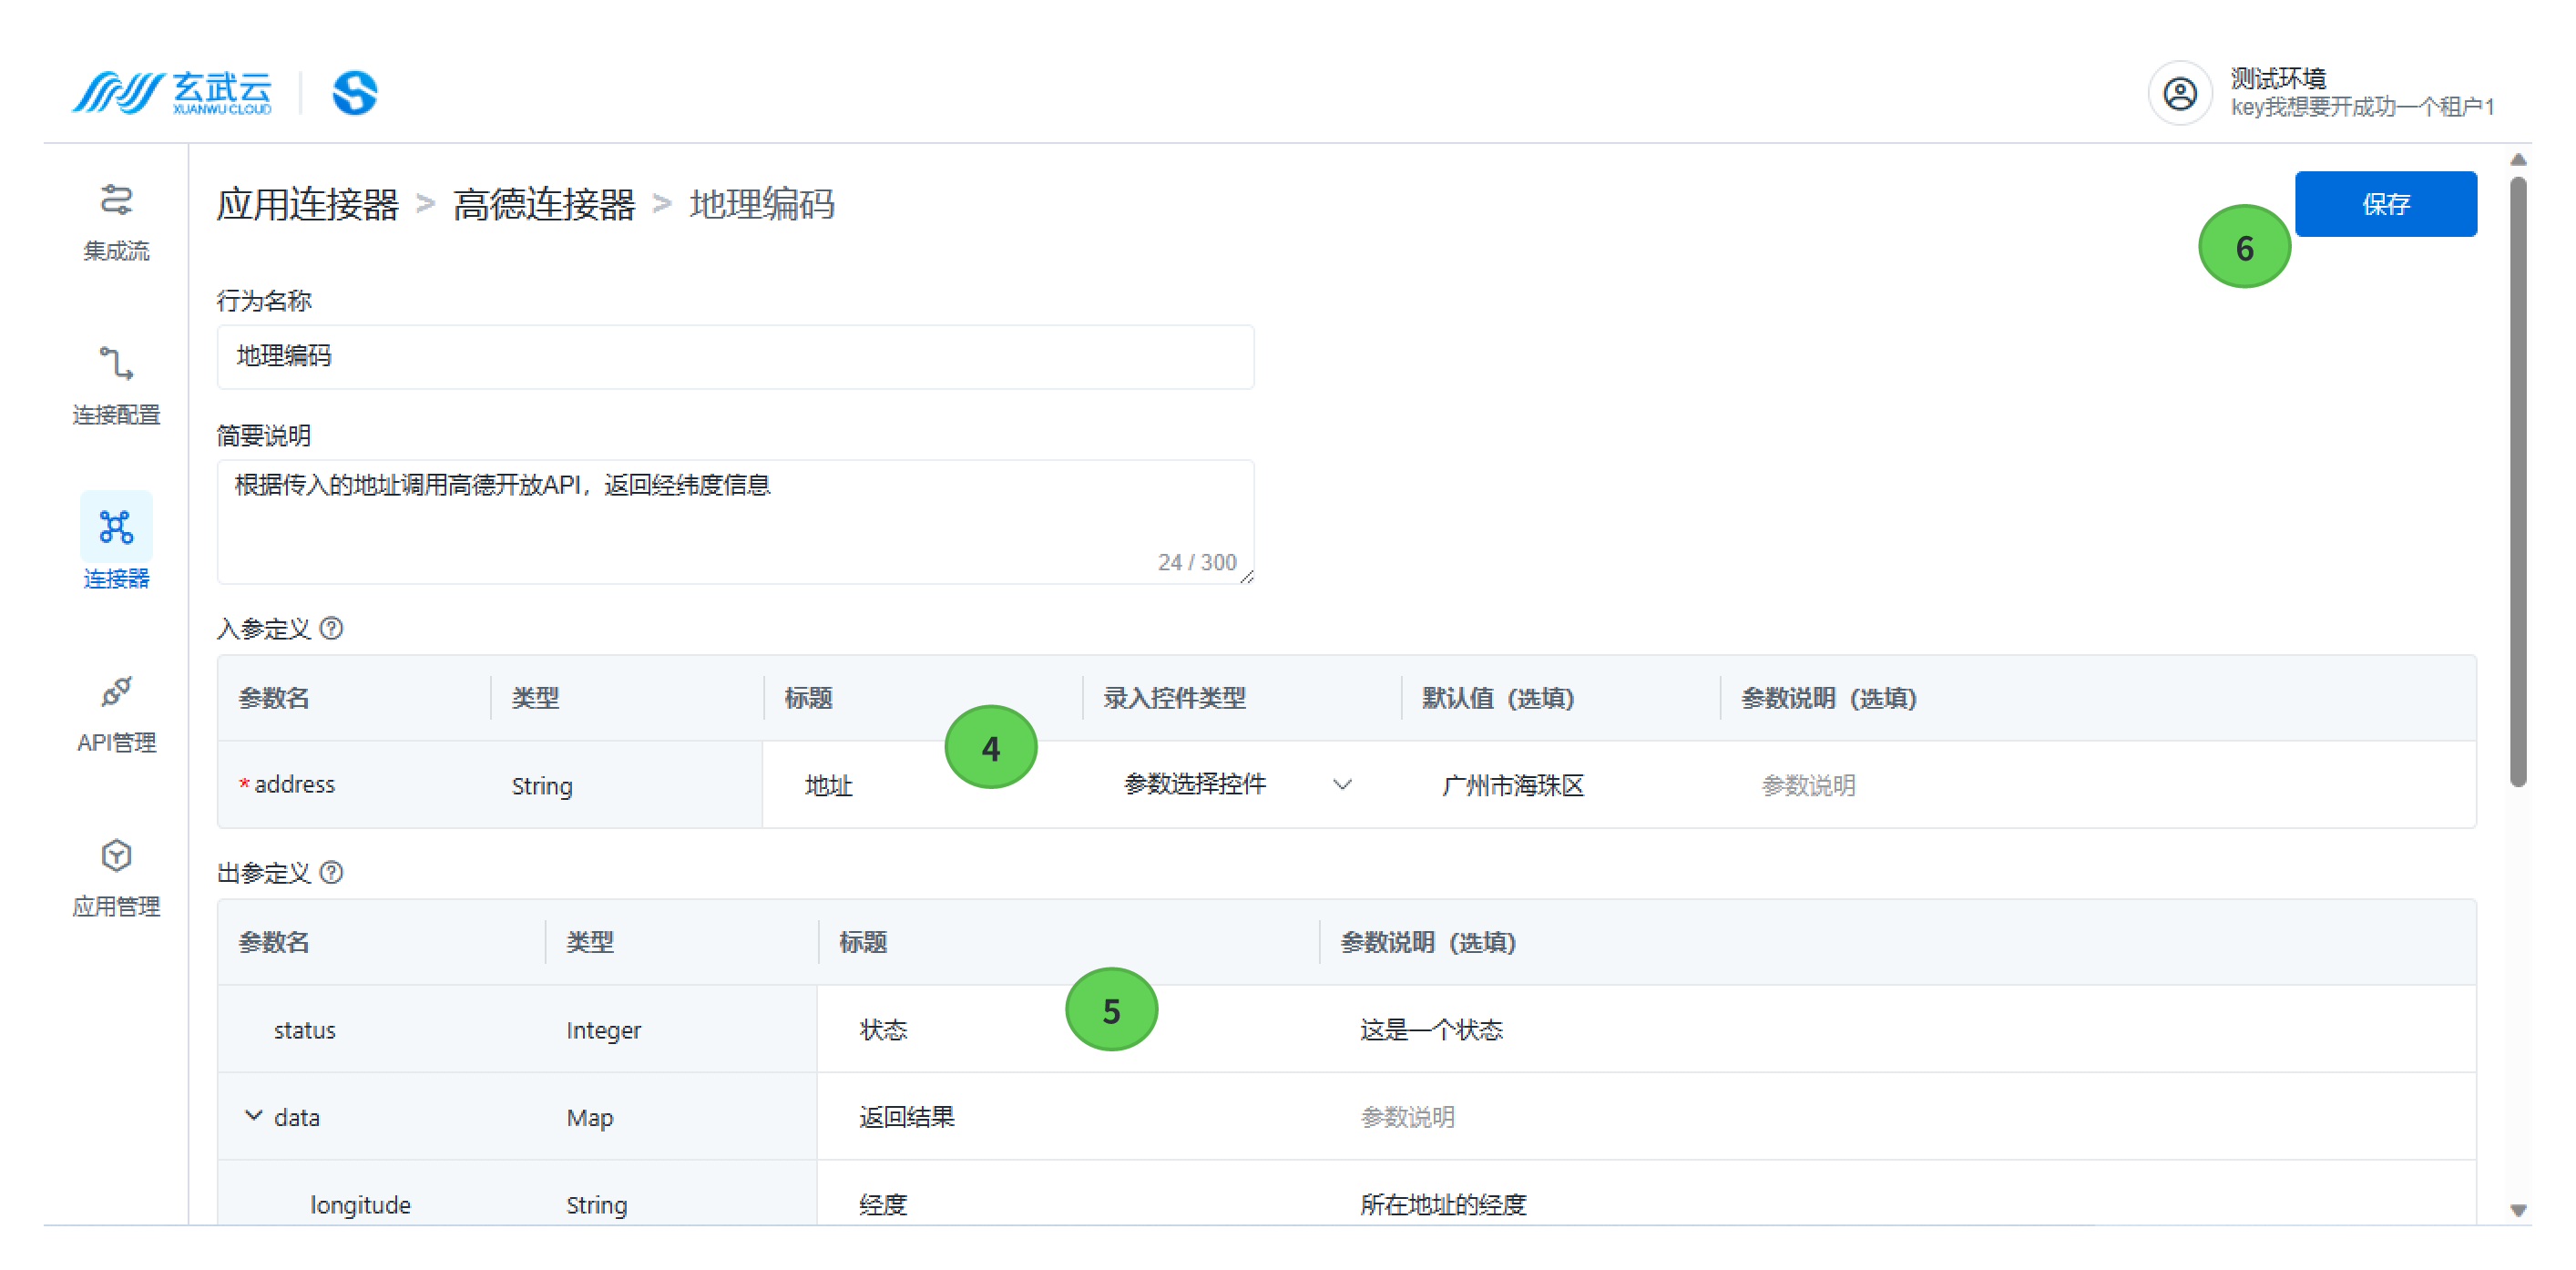 玄武云
XUANWU CLOUD
测试环境
key我想要开成功一个租户1
集成流
连接配置
连接器
API管理
应用管理
应用连接器 > 高德连接器 > 地理编码
保存
6
行为名称
地理编码
简要说明
根据传入的地址调用高德开放API，返回经纬度信息
24 / 300
入参定义 ?
参数名 类型 标题 录入控件类型 默认值（选填） 参数说明（选填）
4
* address String 地址 参数选择控件 广州市海珠区 参数说明
出参定义 ?
参数名 类型 标题 参数说明（选填）
5
status Integer 状态 这是一个状态
data Map 返回结果 参数说明
longitude String 经度 所在地址的经度